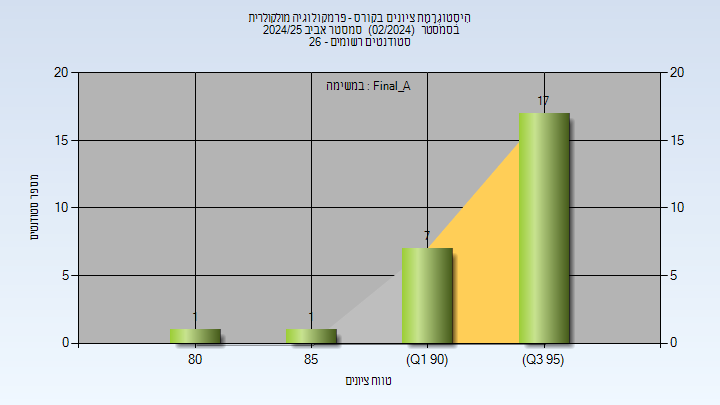 היסטוגרמת ציונים בקורס - פרמקולוגיה מולקולרית
בסמסטר (02/2024) סמסטר אביב 2024/25
סטודנטים רשומים - 26
במשימה : Final_A
מספר סטודנטים
20
15
10
5
0
20
15
10
5
0
1
1
7
17
80
85
(Q1 90)
(Q3 95)
טווח ציונים